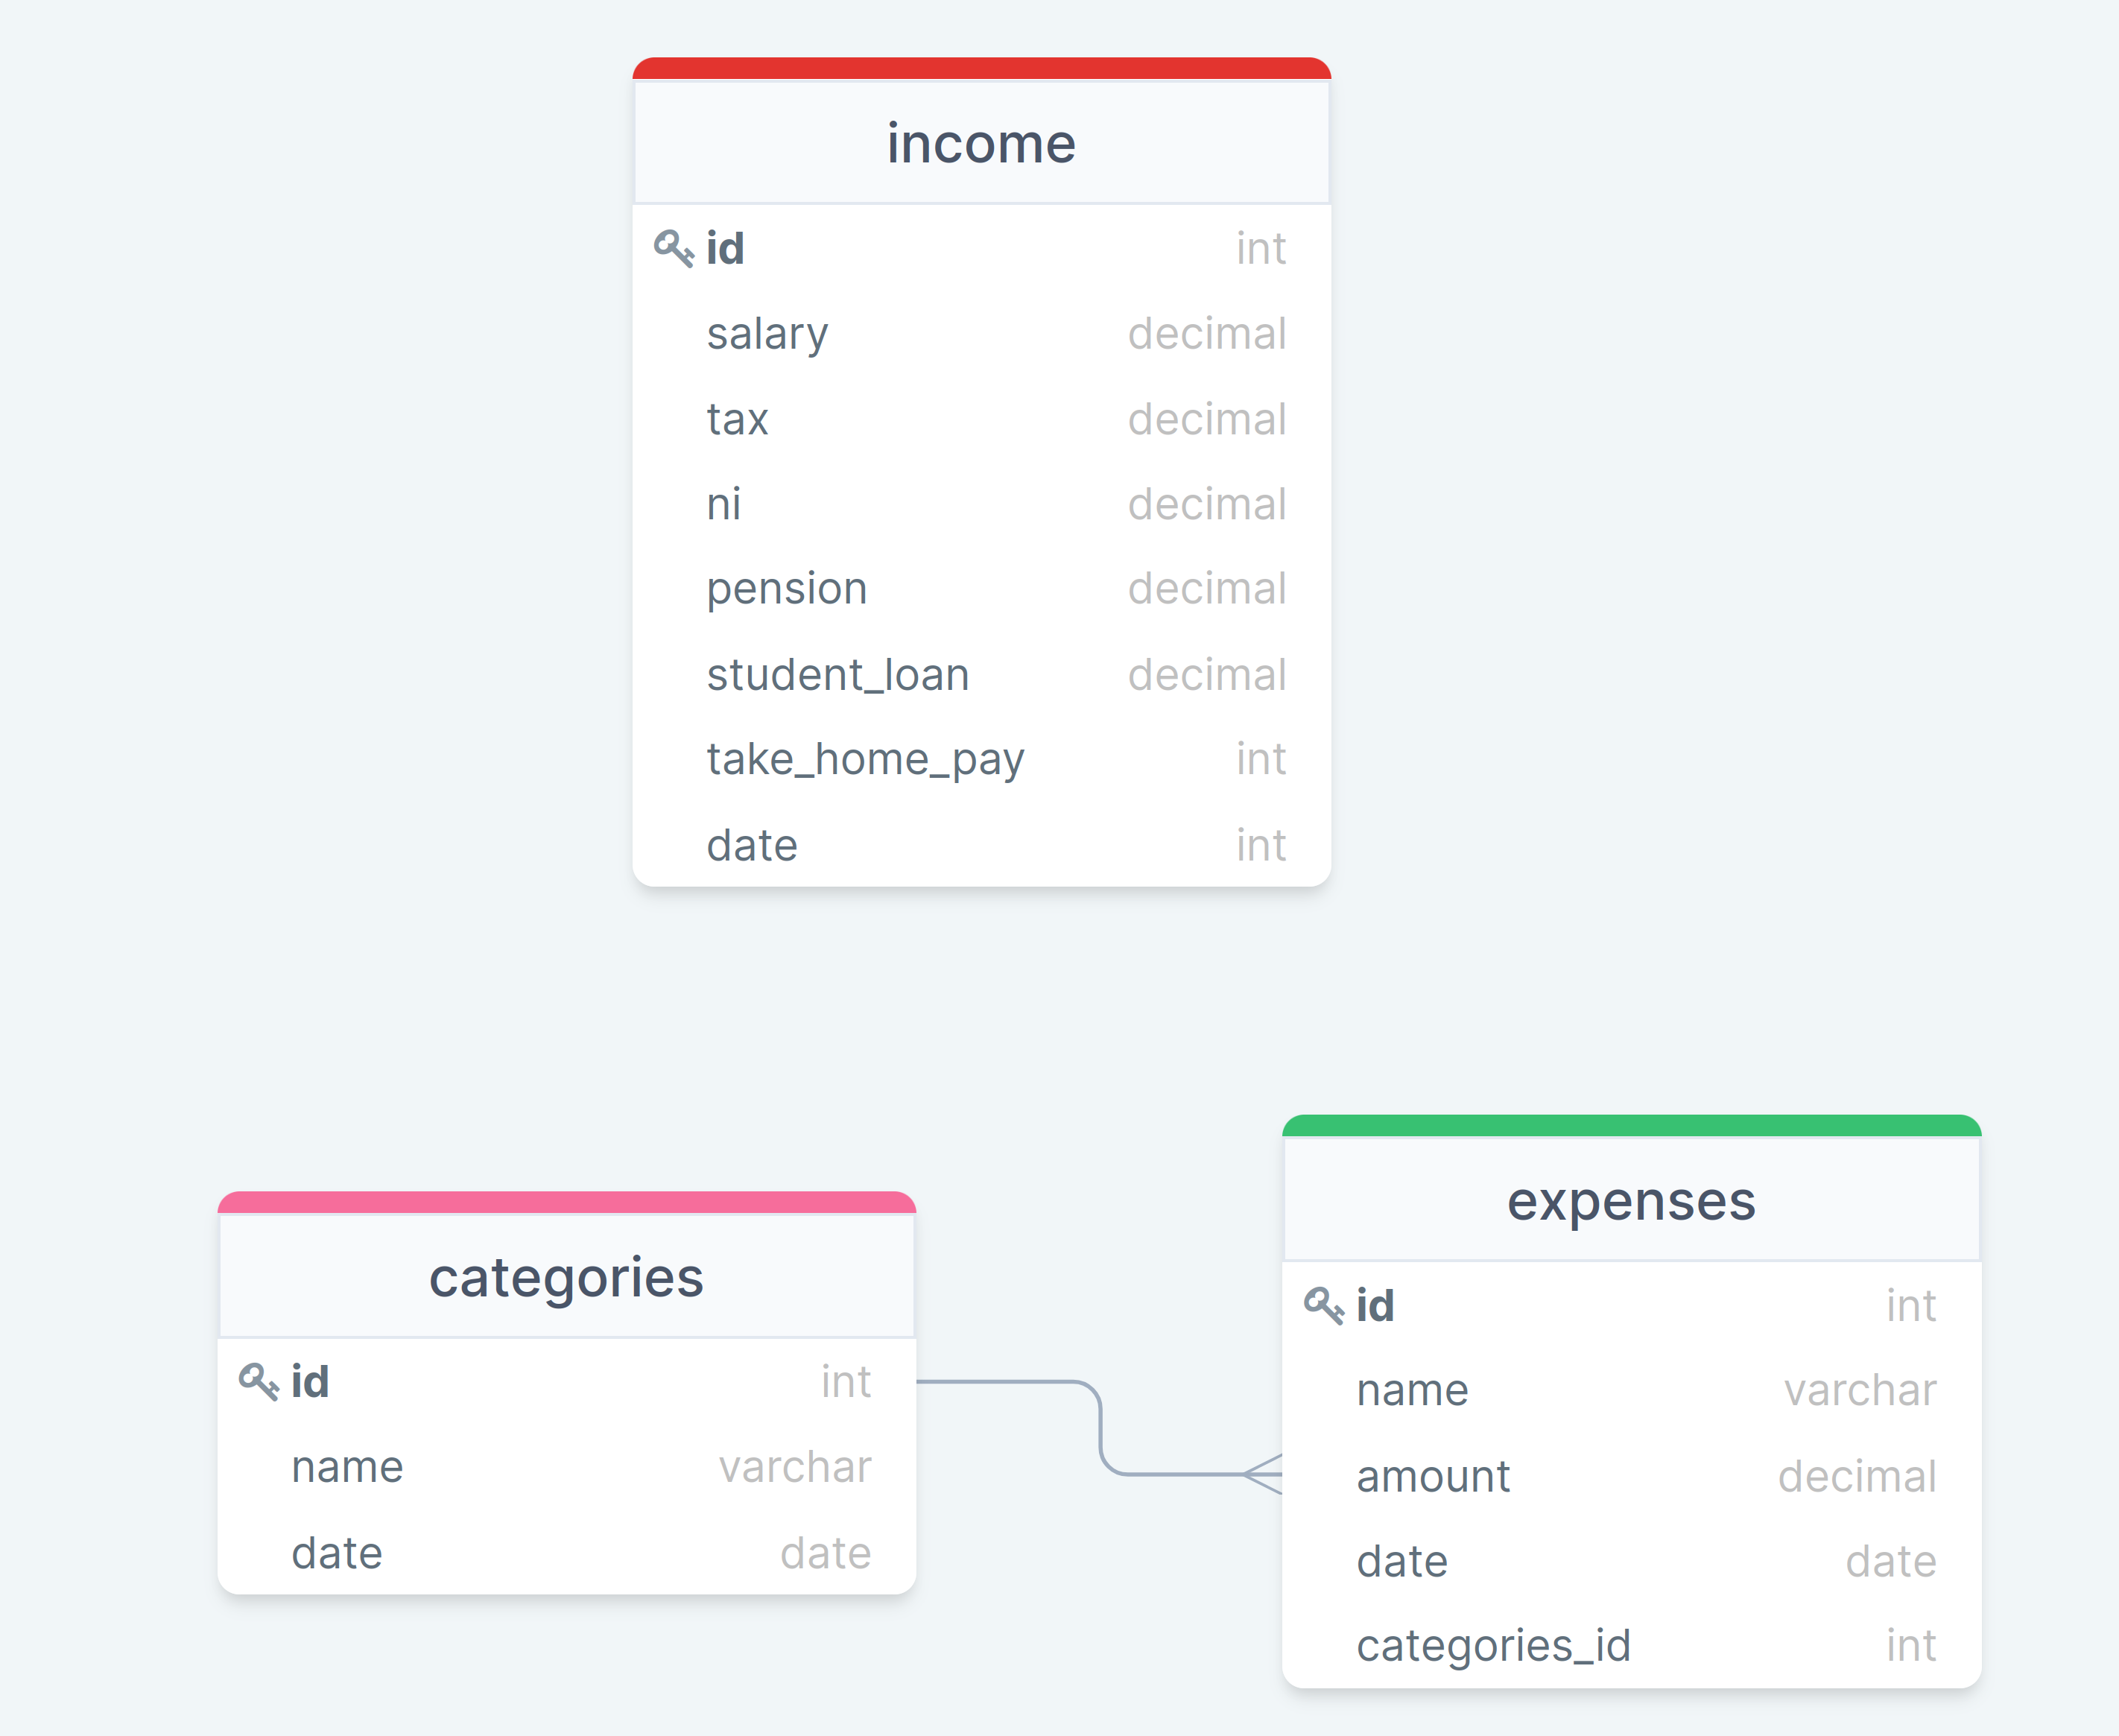 income
id int
salary decimal
tax decimal
ni decimal
pension decimal
student_loan decimal
take_home_pay int
date int
categories
id int
name varchar
date date
expenses
id int
name varchar
amount decimal
date date
categories_id int